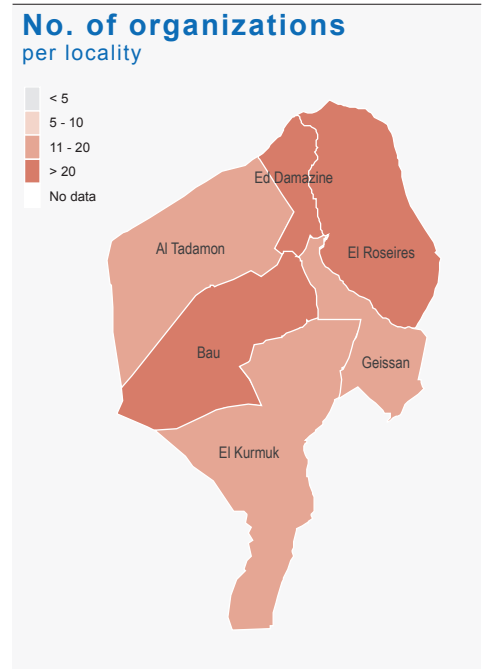 No. of organizations
per locality
< 5
5 - 10
11 - 20
> 20
No data
Ed Damazine
Al Tadamon
El Roseires
Bau
Geissan
El Kurmuk